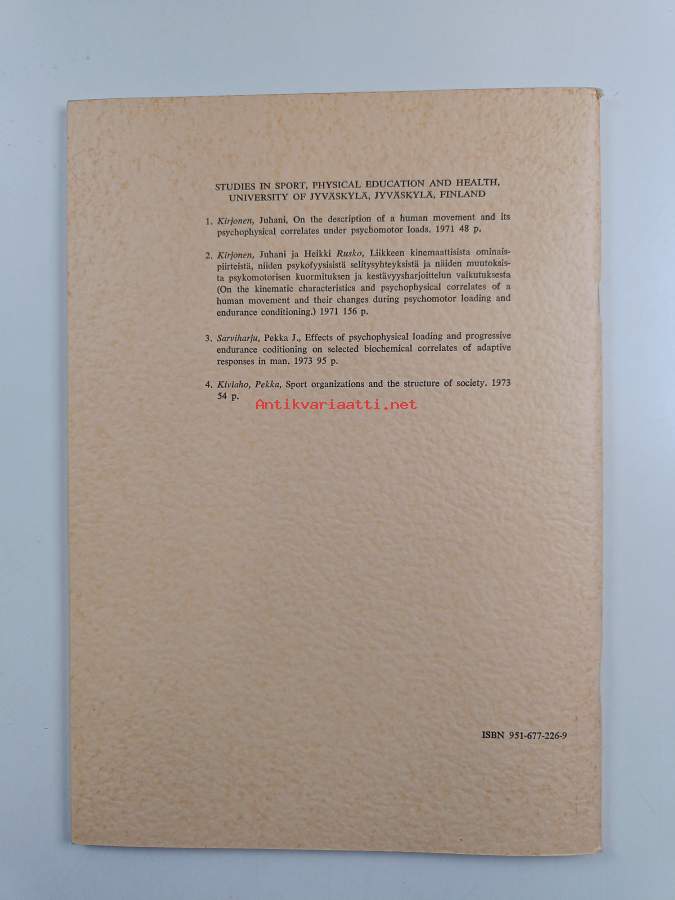 STUDIES IN SPORT, PHYSICAL EDUCATION AND HEALTH,
UNIVERSITY OF JYVÄSKYLÄ, JYVÄSKYLÄ, FINLAND
1. Kirjonen, Juhani, On the description of a human movement and its
psychophysical correlates under psychomotor loads. 1971 48 p.
2. Kirjonen, Juhani ja Heikki Rusko, Liikkeen kinemaattisista ominais-
piirteistä, niiden psykofyysisistä selitysyhteyksistä ja näiden muutoksis-
ta psykomotorisen kuormituksen ja kestävyysharjoittelun vaikutuksesta
(On the kinematic characteristics and psychophysical correlates of a
human movement and their changes during psychomotor loading and
endurance conditioning.) 1971 156 p.
3. Sarviharju, Pekka J., Effects of psychophysical loading and progressive
endurance coditioning on selected biochemical correlates of adaptive
responses in man. 1973 95 p.
4. Kiviaho, Pekka, Sport organizations and the structure of society. 1973
54 p.
Antikvariaatti.net
ISBN 951-677-226-9